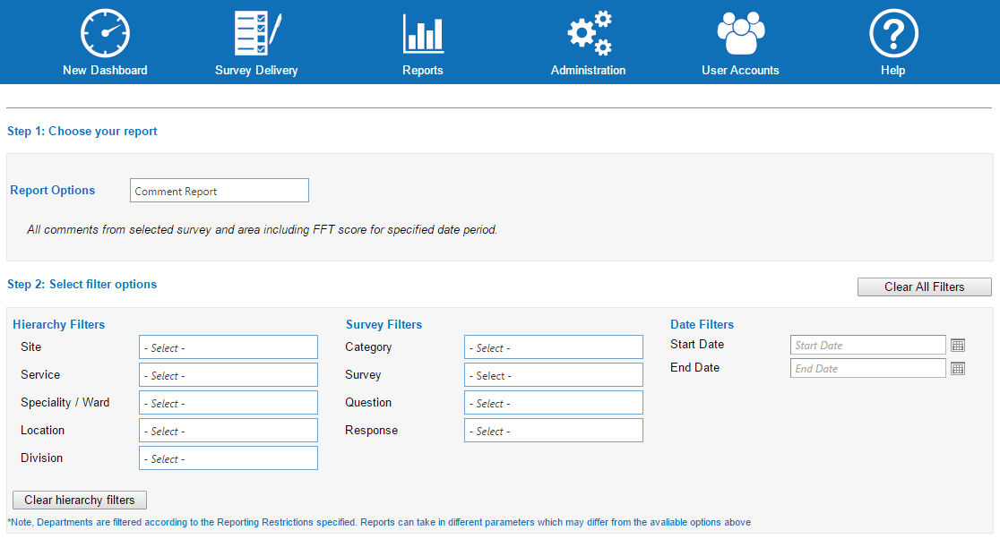 New Dashboard Survey Delivery Reports Administration User Accounts Help
Step 1: Choose your report
Report Options Comment Report
All comments from selected survey and area including FFT score for specified date period.
Step 2: Select filter options
Clear All Filters
Hierarchy Filters Survey Filters Date Filters
Site - Select - Category - Select - Start Date Start Date
Service - Select - Survey - Select - End Date End Date
Speciality / Ward - Select - Question - Select -
Location - Select - Response - Select -
Division - Select -
Clear hierarchy filters
*Note, Departments are filtered according to the Reporting Restrictions specified. Reports can take in different parameters which may differ from the avaliable options above